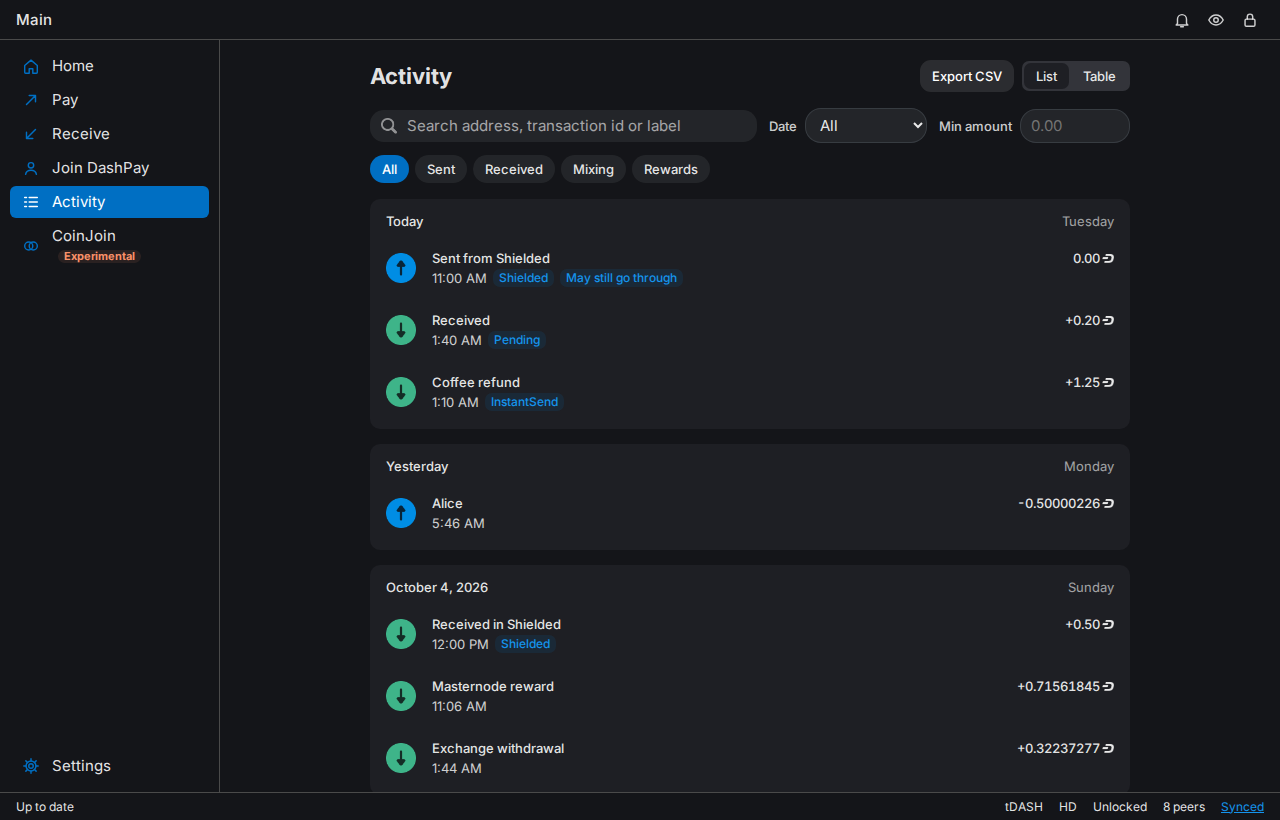 Main
Home
Pay
Receive
Join DashPay
Activity
CoinJoin
Experimental
Settings
Activity
Export CSV
List
Table
Search address, transaction id or label
Date
All
Min amount
0.00
All
Sent
Received
Mixing
Rewards
Today
Tuesday
Sent from Shielded
0.00
11:00 AM Shielded May still go through
Received
+0.20
1:40 AM Pending
Coffee refund
+1.25
1:10 AM InstantSend
Yesterday
Monday
Alice
-0.50000226
5:46 AM
October 4, 2026
Sunday
Received in Shielded
+0.50
12:00 PM Shielded
Masternode reward
+0.71561845
11:06 AM
Exchange withdrawal
+0.32237277
1:44 AM
Up to date
tDASH
HD
Unlocked
8 peers
Synced